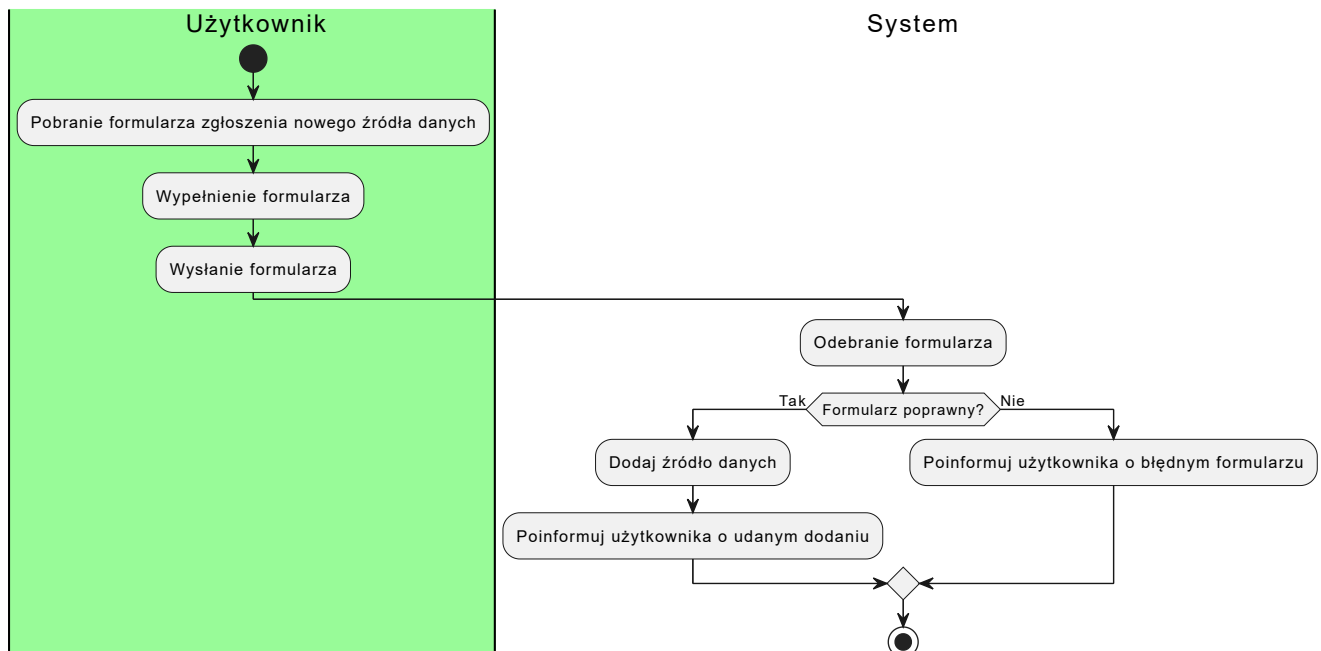 Użytkownik
System
Pobranie formularza zgłoszenia nowego źródła danych
Wypełnienie formularza
Wysłanie formularza
Odebranie formularza
Tak
Formularz poprawny?
Nie
Dodaj źródło danych
Poinformuj użytkownika o błędnym formularzu
Poinformuj użytkownika o udanym dodaniu